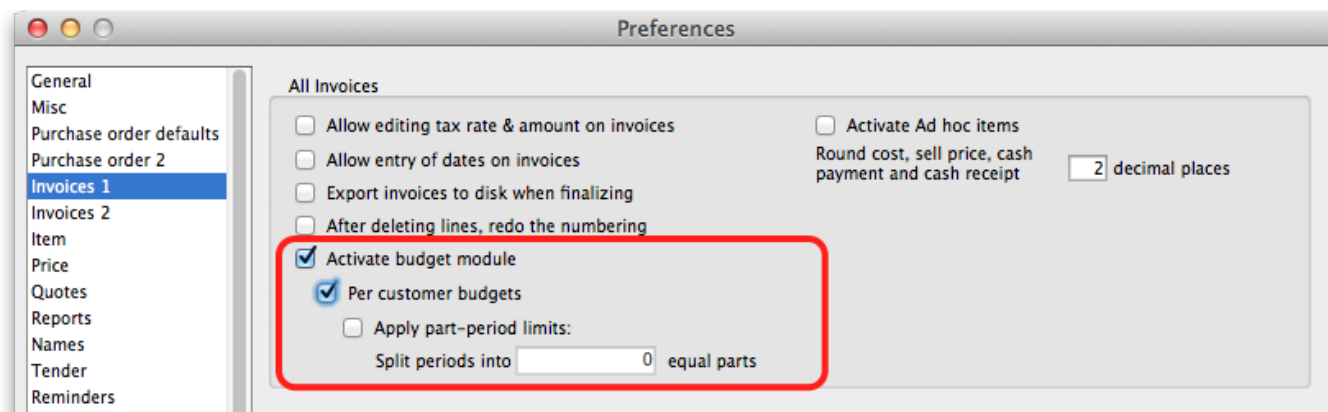 Preferences
General
Misc
Purchase order defaults
Purchase order 2
Invoices 1
Invoices 2
Item
Price
Quotes
Reports
Names
Tender
Reminders
All Invoices
Allow editing tax rate & amount on invoices
Allow entry of dates on invoices
Export invoices to disk when finalizing
After deleting lines, redo the numbering
Activate budget module
Per customer budgets
Apply part-period limits:
Split periods into 0 equal parts
Activate Ad hoc items
Round cost, sell price, cash
payment and cash receipt 2 decimal places